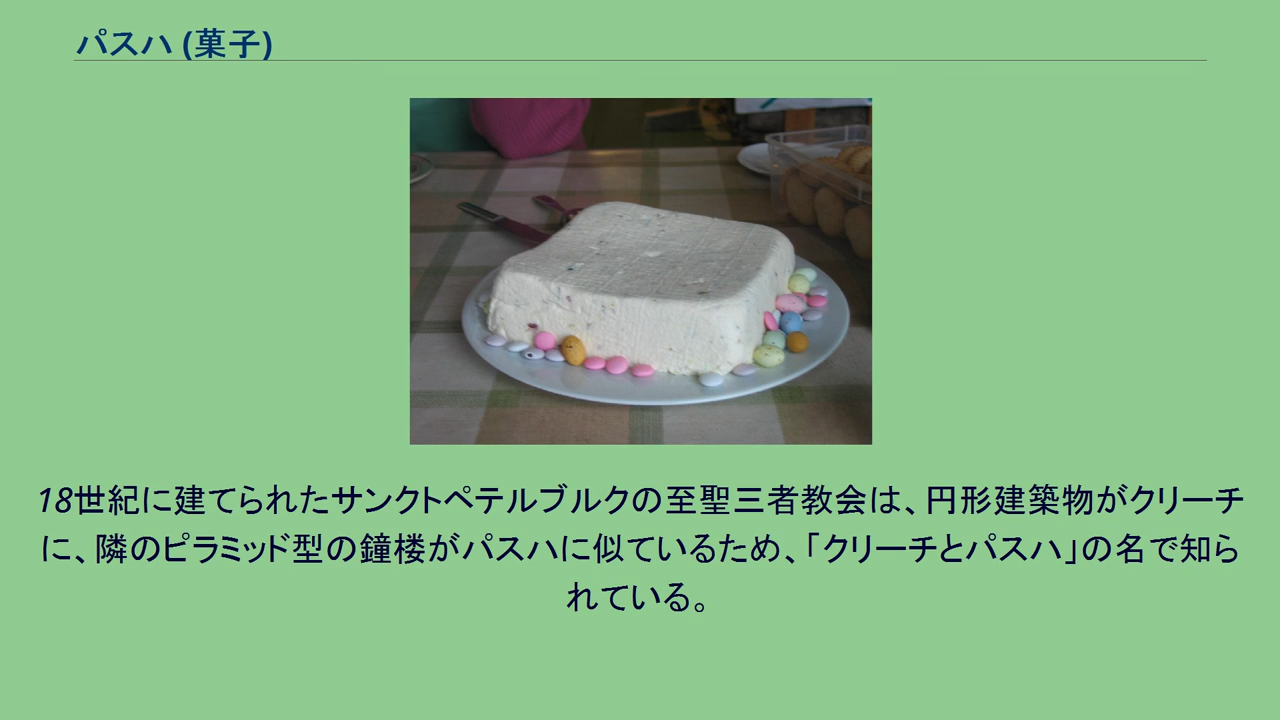 パスハ (菓子)
18世紀に建てられたサンクトペテルブルクの至聖三者教会は、円形建築物がクリーチ
に、隣のピラミッド型の鐘楼がパスハに似ているため、「クリーチとパスハ」の名で知ら
れている。